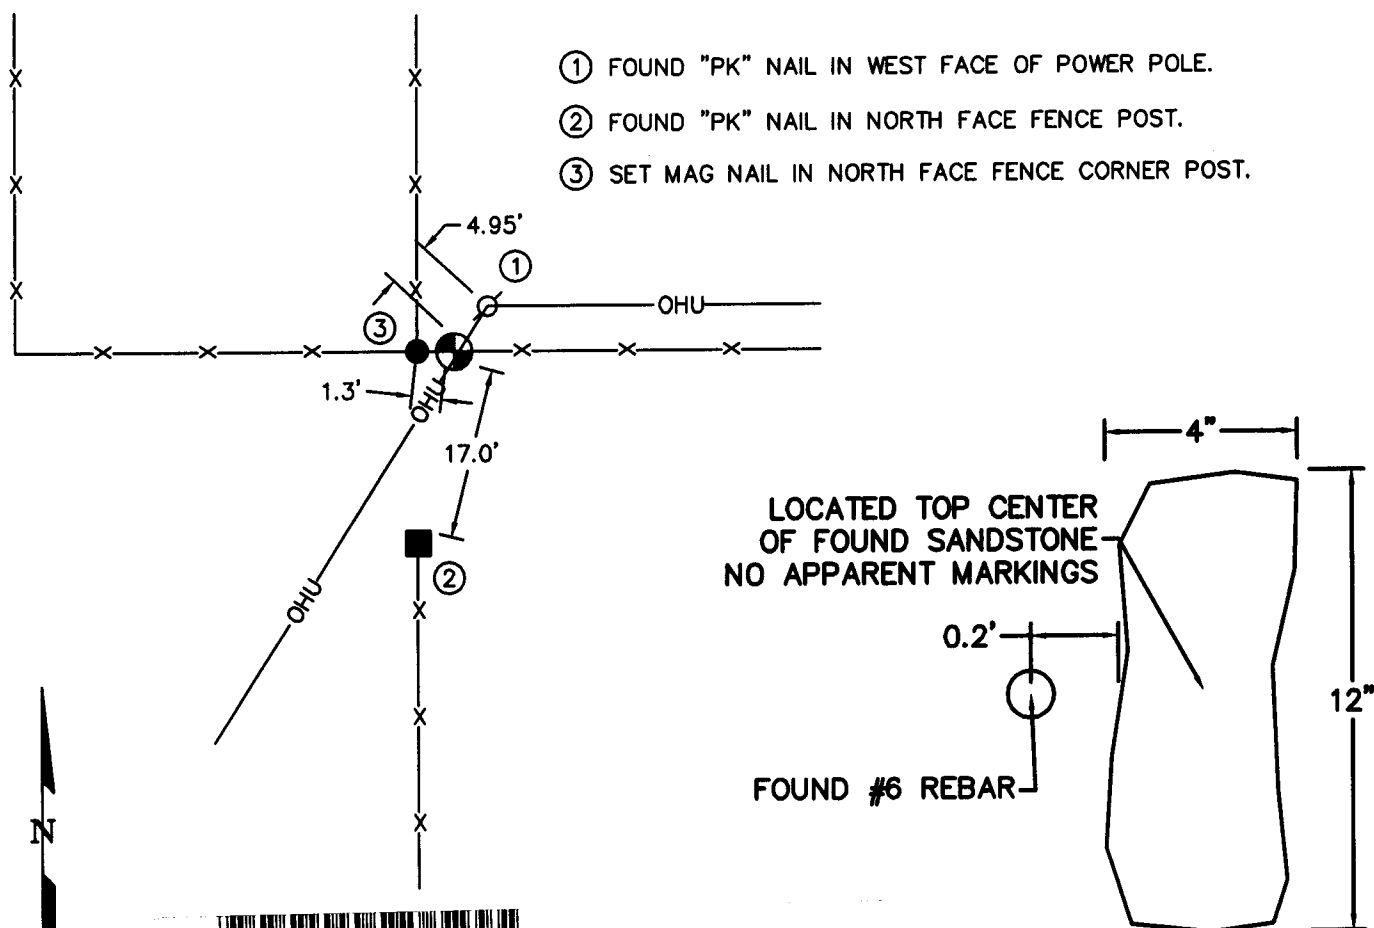 ① FOUND "PK" NAIL IN WEST FACE OF POWER POLE.
② FOUND "PK" NAIL IN NORTH FACE FENCE POST.
③ SET MAG NAIL IN NORTH FACE FENCE CORNER POST.
4.95'
①
OHU
③
1.3'
OHU
17.0'
②
OHU
N
4"
LOCATED TOP CENTER
OF FOUND SANDSTONE
NO APPARENT MARKINGS
0.2'
12"
FOUND #6 REBAR